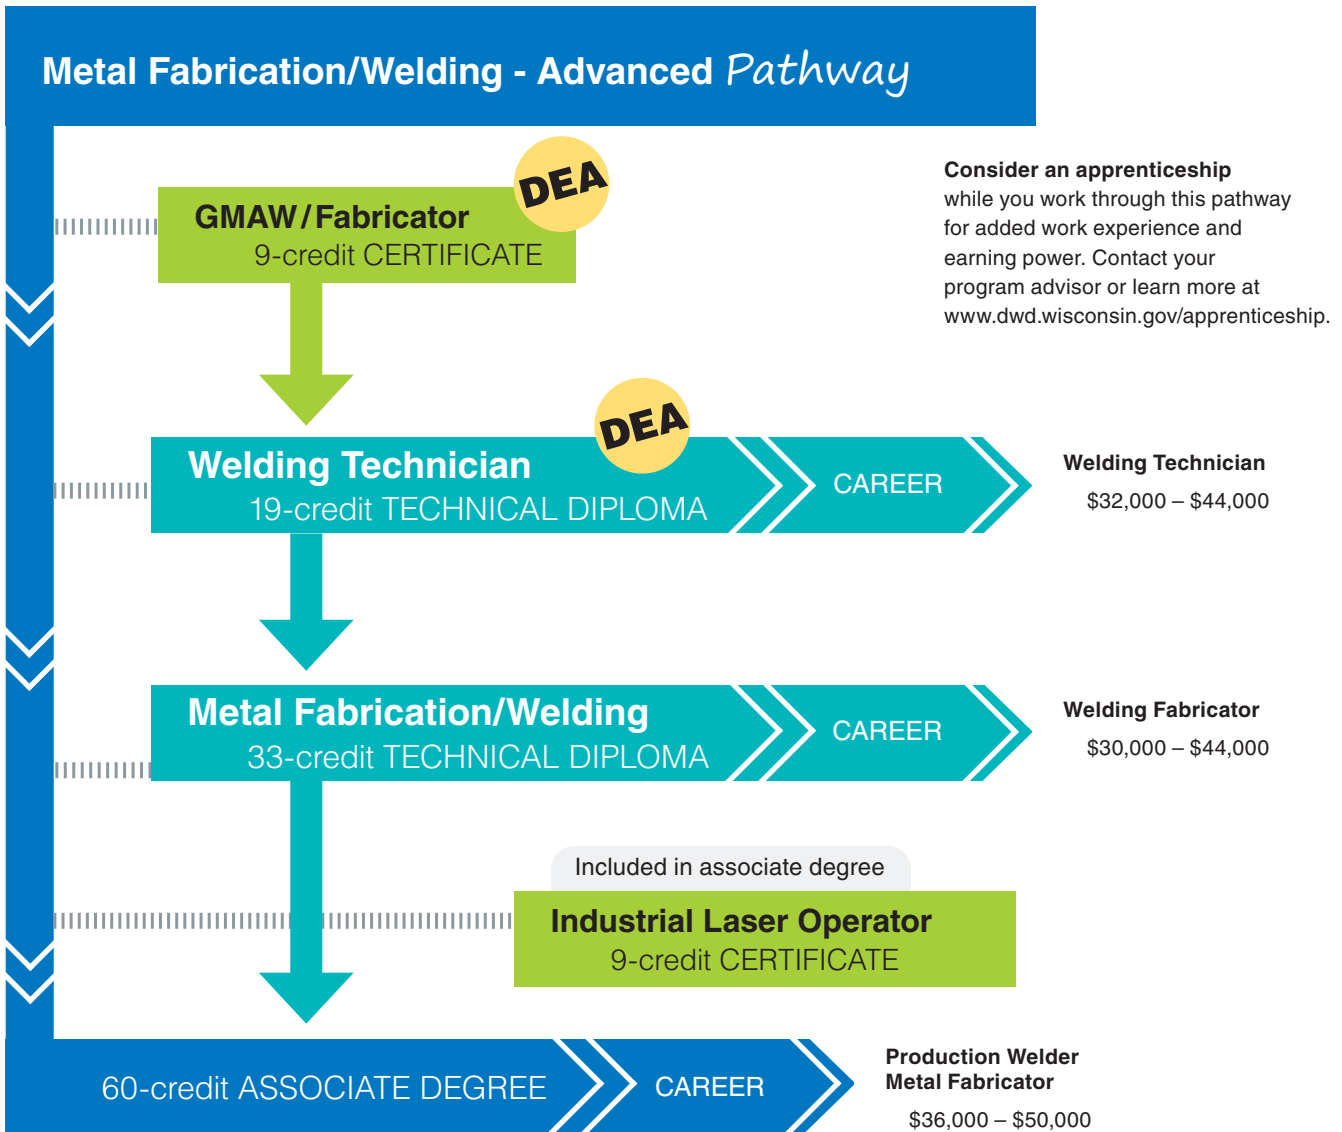 Metal Fabrication/Welding - Advanced Pathway
DEA
GMAW/Fabricator
9-credit CERTIFICATE
Consider an apprenticeship
while you work through this pathway
for added work experience and
earning power. Contact your
program advisor or learn more at
www.dwd.wisconsin.gov/apprenticeship.
DEA
Welding Technician
19-credit TECHNICAL DIPLOMA
CAREER
Welding Technician
$32,000 – $44,000
Metal Fabrication/Welding
33-credit TECHNICAL DIPLOMA
CAREER
Welding Fabricator
$30,000 – $44,000
Included in associate degree
Industrial Laser Operator
9-credit CERTIFICATE
60-credit ASSOCIATE DEGREE
CAREER
Production Welder
Metal Fabricator
$36,000 – $50,000